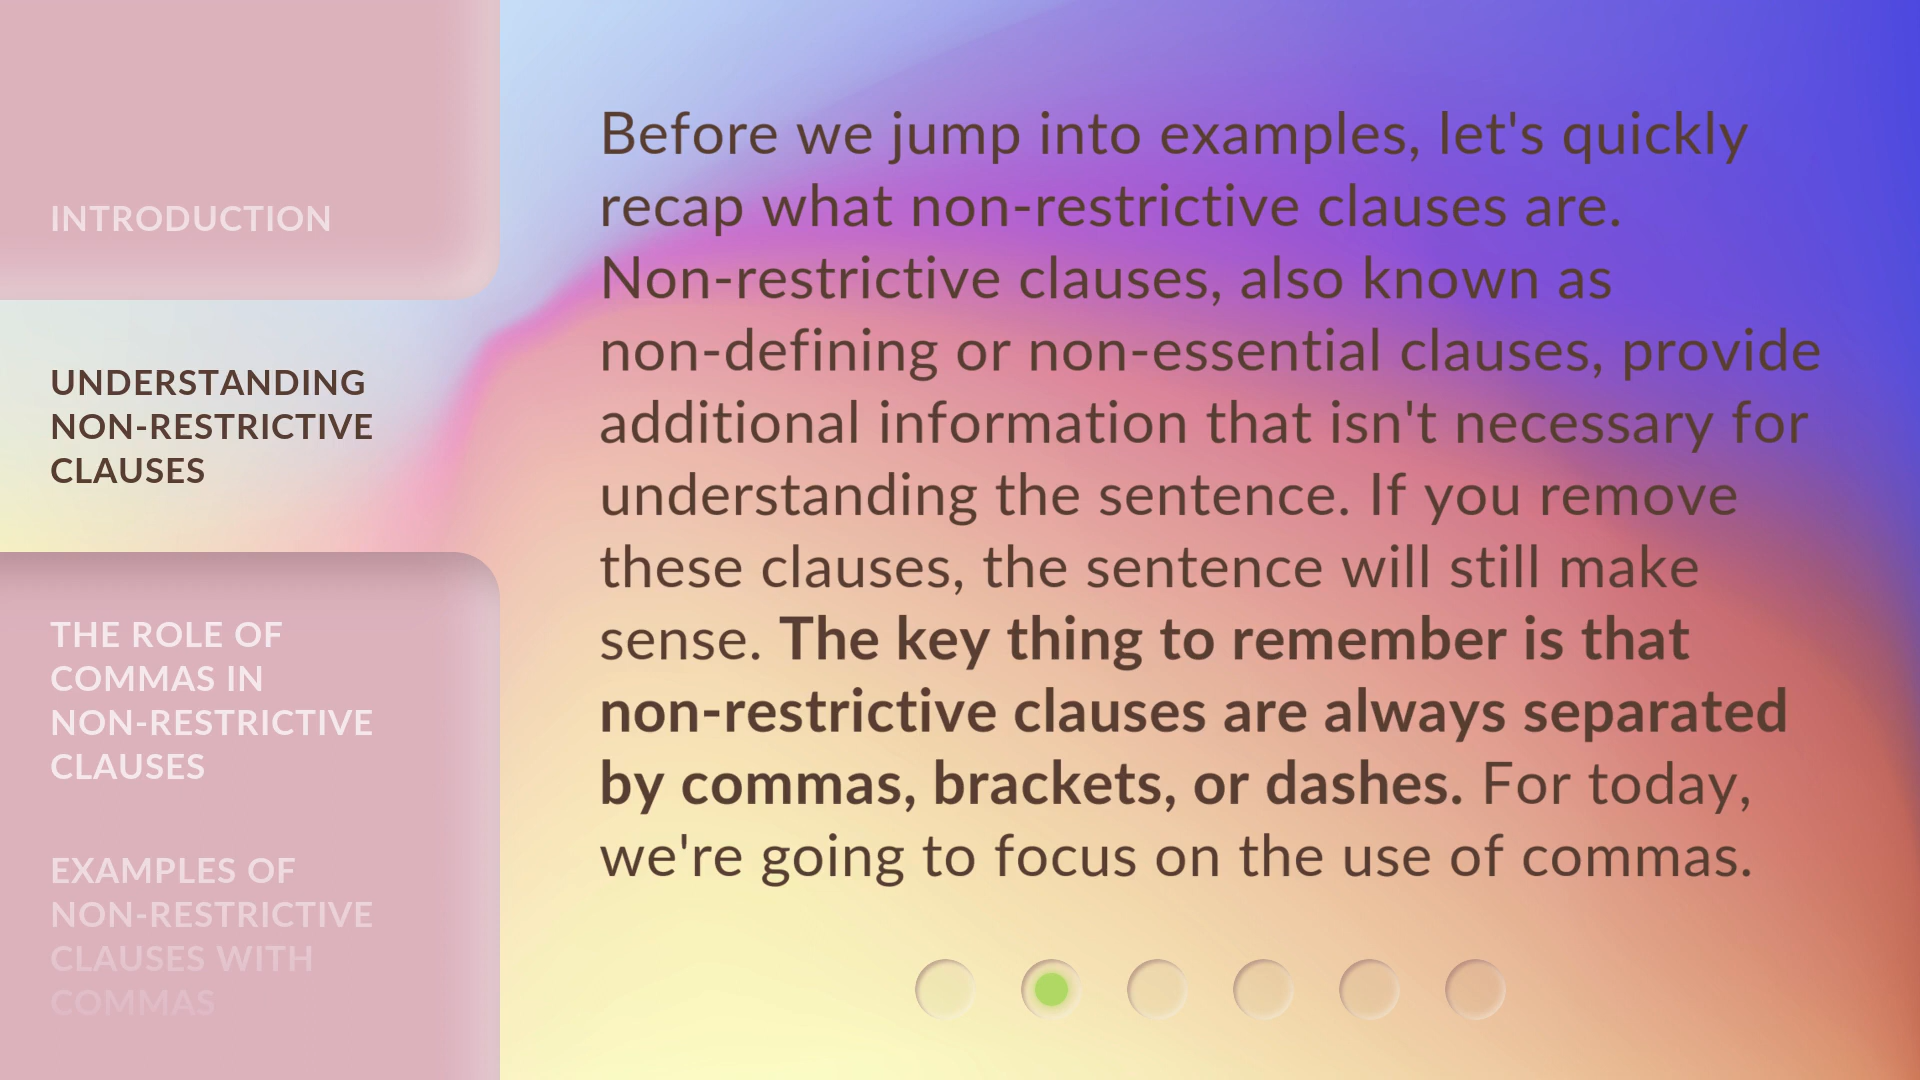 INTRODUCTION
UNDERSTANDING
NON-RESTRICTIVE
CLAUSES
THE ROLE OF
COMMAS IN
NON-RESTRICTIVE
CLAUSES
EXAMPLES OF
NON-RESTRICTIVE
CLAUSES WITH
COMMAS
Before we jump into examples, let's quickly
recap what non-restrictive clauses are.
Non-restrictive clauses, also known as
non-defining or non-essential clauses, provide
additional information that isn't necessary for
understanding the sentence. If you remove
these clauses, the sentence will still make
sense. The key thing to remember is that
non-restrictive clauses are always separated
by commas, brackets, or dashes. For today,
we're going to focus on the use of commas.